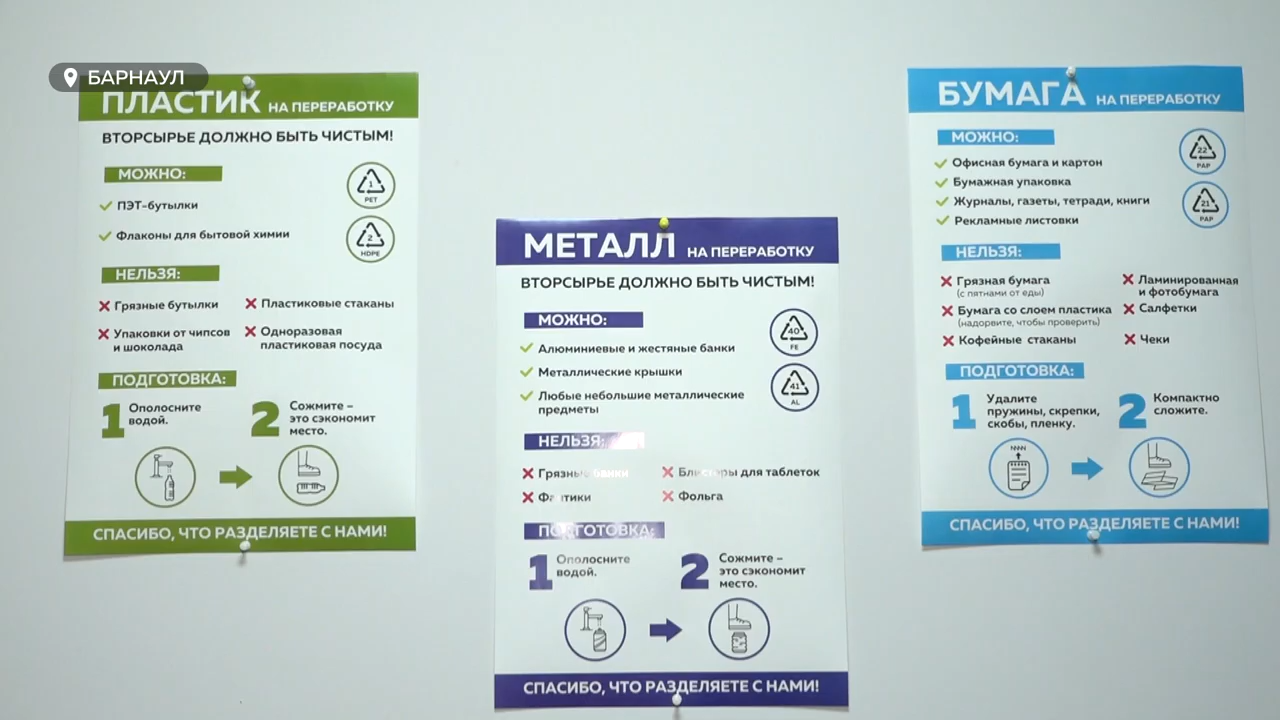 БАРНАУЛ
ПЛАСТИК НА ПЕРЕРАБОТКУ
ВТОРСЫРЬЕ ДОЛЖНО БЫТЬ ЧИСТЫМ!
МОЖНО:
ПЭТ-бутылки
Флаконы для бытовой химии
1
PET
2
HDPE
НЕЛЬЗЯ:
Грязные бутылки
Пластиковые стаканы
Упаковки от чипсов
и шоколада
Одноразовая
пластиковая посуда
ПОДГОТОВКА:
1 Ополосните
водой.
2 Сожмите –
это сэкономит
место.
СПАСИБО, ЧТО РАЗДЕЛЯЕТЕ С НАМИ!
МЕТАЛЛ НА ПЕРЕРАБОТКУ
ВТОРСЫРЬЕ ДОЛЖНО БЫТЬ ЧИСТЫМ!
МОЖНО:
Алюминиевые и жестяные банки
Металлические крышки
Любые небольшие металлические
предметы
40
FE
41
AL
НЕЛЬЗЯ:
Грязные банки
Блистеры для таблеток
Фантики
Фольга
ПОДГОТОВКА:
1 Ополосните
водой.
2 Сожмите –
это сэкономит
место.
СПАСИБО, ЧТО РАЗДЕЛЯЕТЕ С НАМИ!
БУМАГА НА ПЕРЕРАБОТКУ
МОЖНО:
Офисная бумага и картон
Бумажная упаковка
Журналы, газеты, тетради, книги
Рекламные листовки
22
PAP
21
PAP
НЕЛЬЗЯ:
Грязная бумага
(с пятнами от еды)
Ламинированная
и фотобумага
Бумага со слоем пластика
(надорвите, чтобы проверить)
Салфетки
Кофейные стаканы
Чеки
ПОДГОТОВКА:
1 Удалите
пружины, скрепки,
скобы, пленку.
2 Компактно
сложите.
СПАСИБО, ЧТО РАЗДЕЛЯЕТЕ С НАМИ!